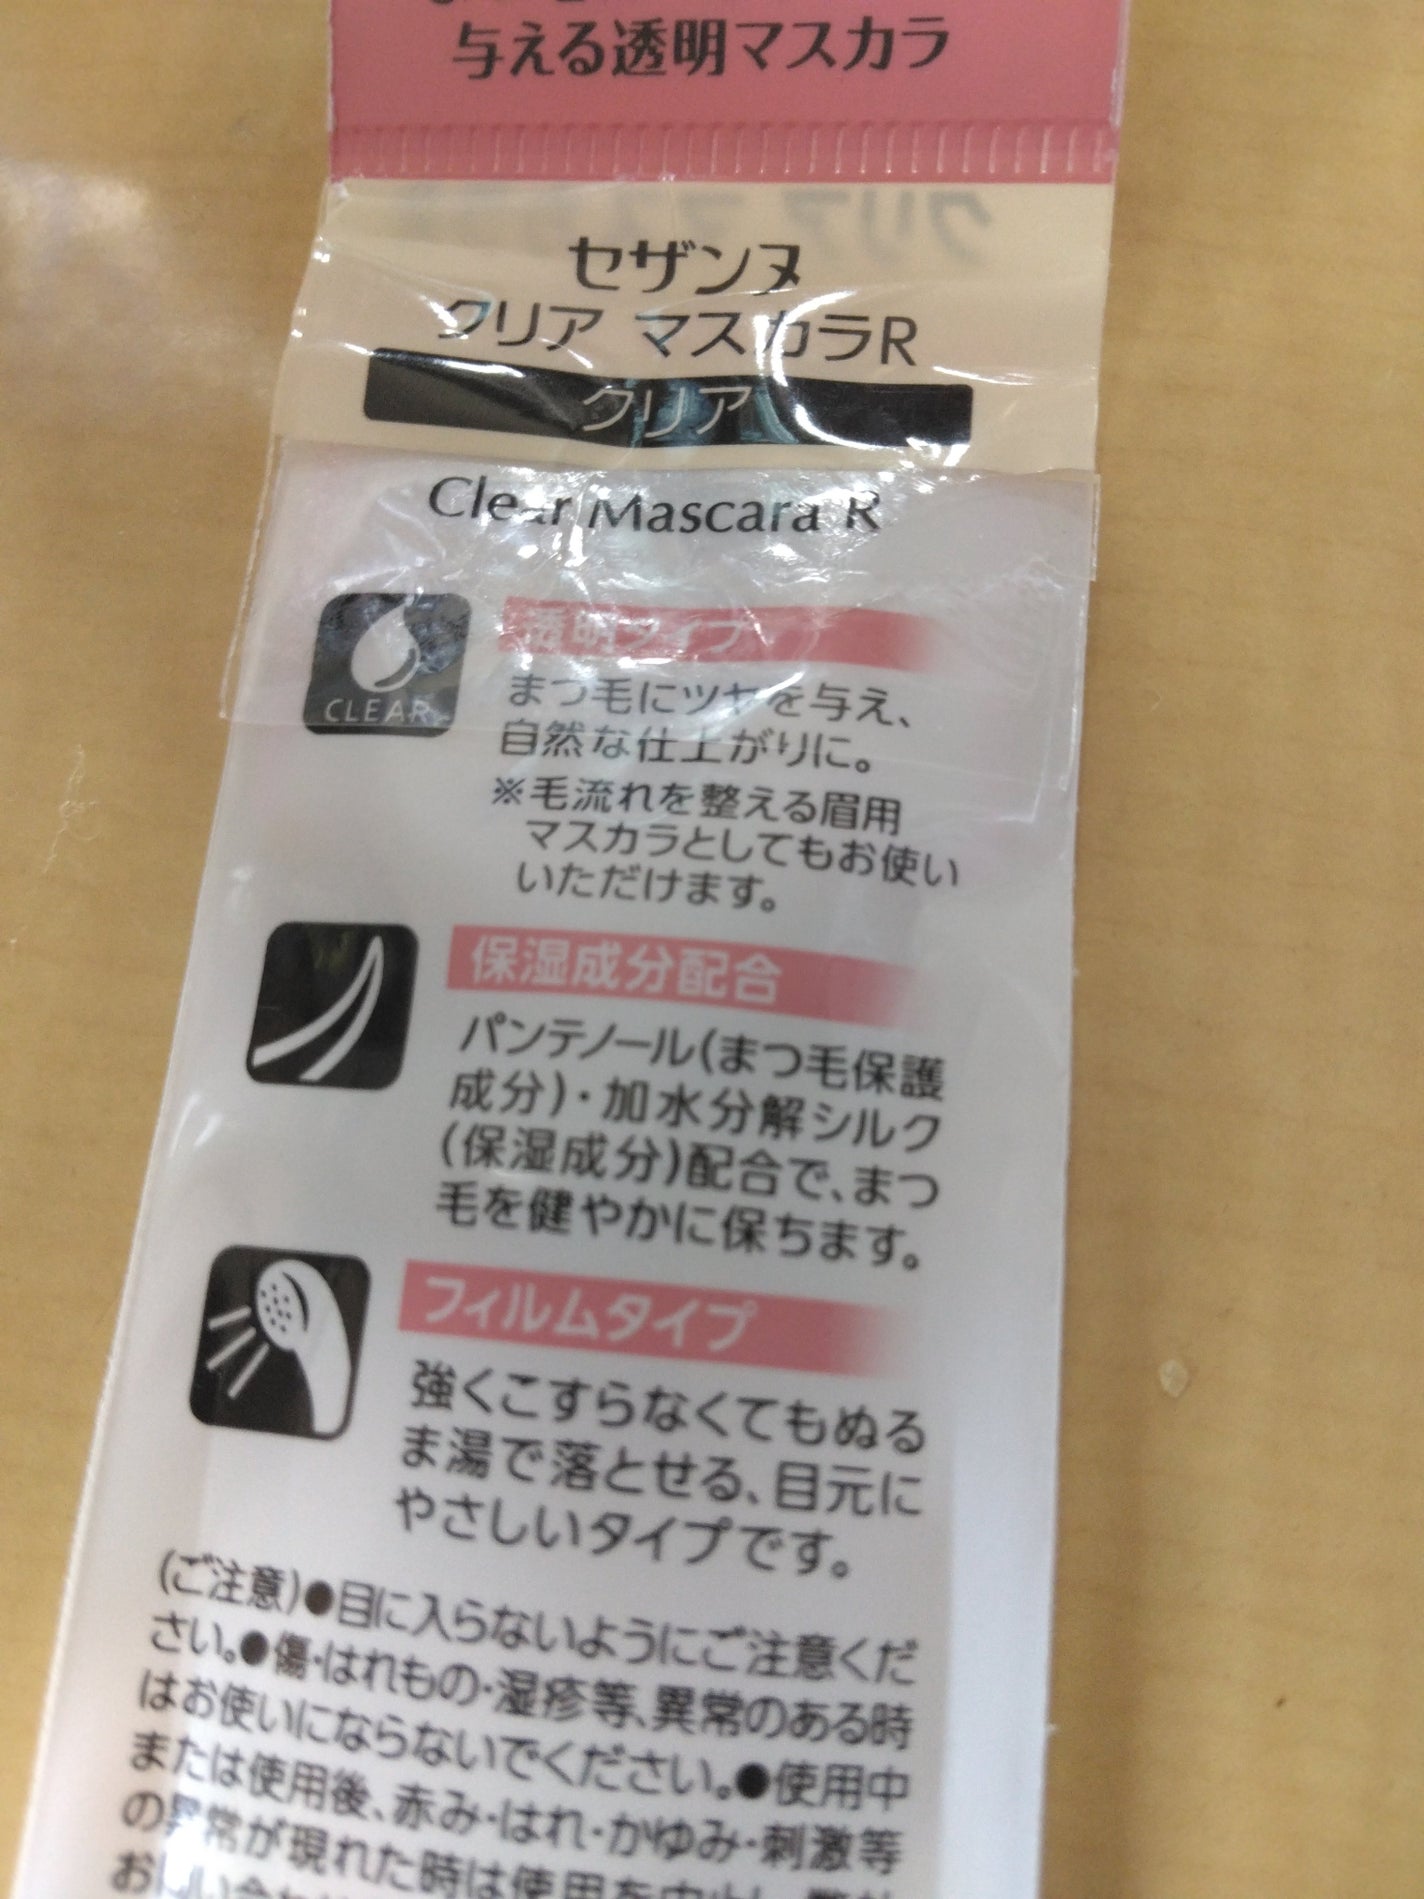 与える透明マスカラ
セザンヌ
クリア マスカラR
クリア
Clear Mascara R
CLEAR
透明タイプ
まつ毛にツヤを与え、
自然な仕上がりに。
※毛流れを整える眉用
マスカラとしてもお使い
いただけます。
保湿成分配合
パンテノール(まつ毛保護
成分)・加水分解シルク
(保湿成分)配合で、まつ
毛を健やかに保ちます。
フィルムタイプ
強くこすらなくてもぬる
ま湯で落とせる、目元に
やさしいタイプです。
(ご注意)●目に入らないようにご注意くだ
さい。●傷・はれもの・湿疹等、異常のある時
はお使いにならないでください。●使用中
または使用後、赤み・はれ・かゆみ・刺激等
の異常が現れた時は使用を中止し